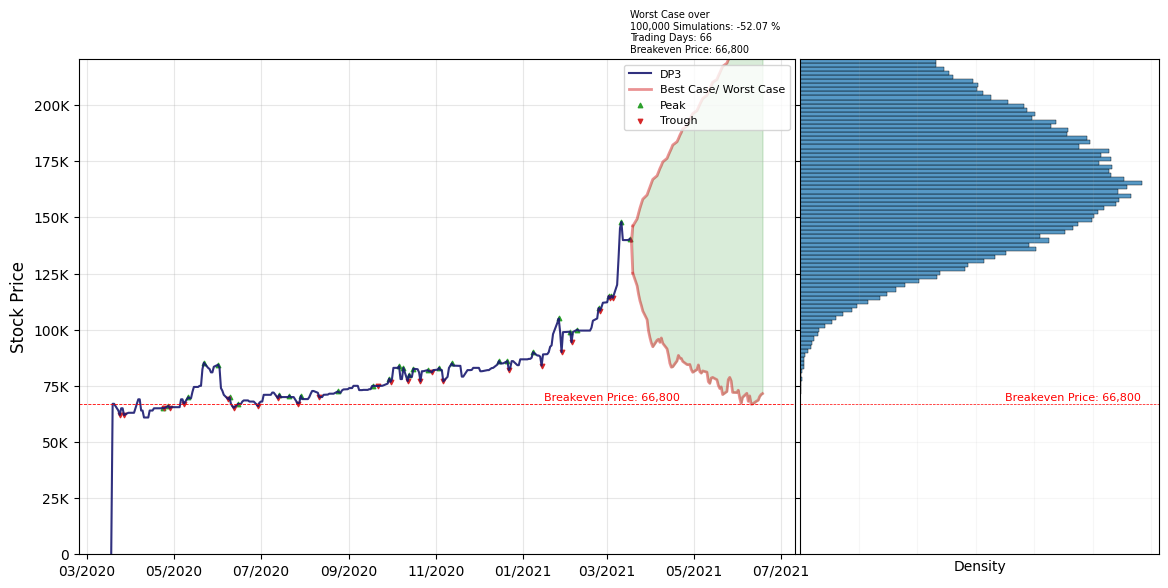 Worst Case over
100,000 Simulations: -52.07 %
Trading Days: 66
Breakeven Price: 66,800
DP3
Best Case/ Worst Case
Peak
Trough
Stock Price
200K
175K
150K
125K
100K
75K
50K
25K
0
Breakeven Price: 66,800
Breakeven Price: 66,800
03/2020
05/2020
07/2020
09/2020
11/2020
01/2021
03/2021
05/2021
07/2021
Density